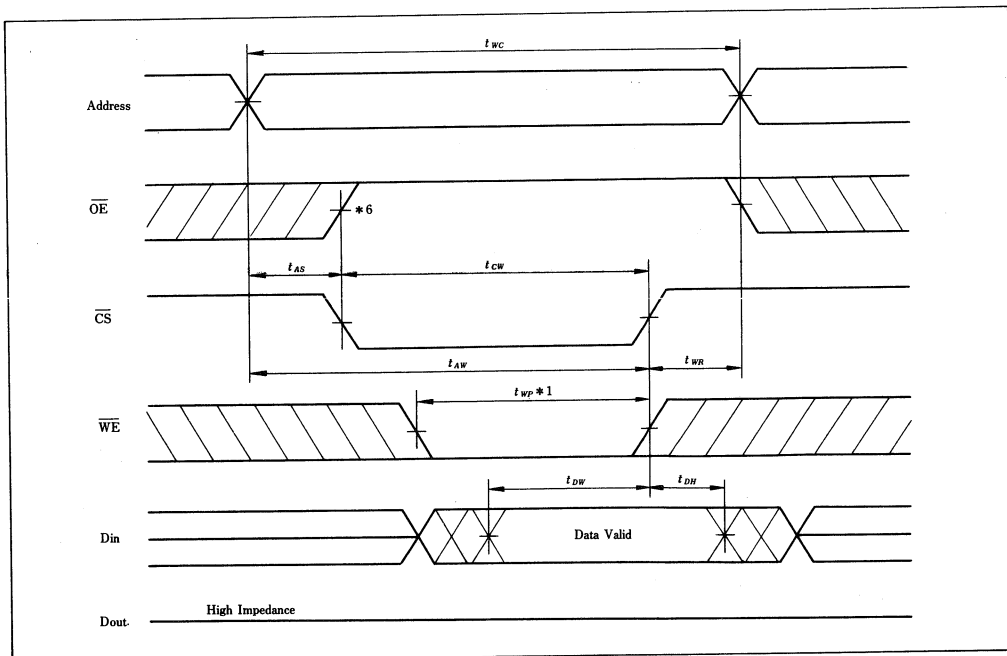 t WC
Address
OE
*6
t AS
t CW
CS
t AW
t WR
t WP *1
WE
t DW
t DH
Din
Data Valid
High Impedance
Dout